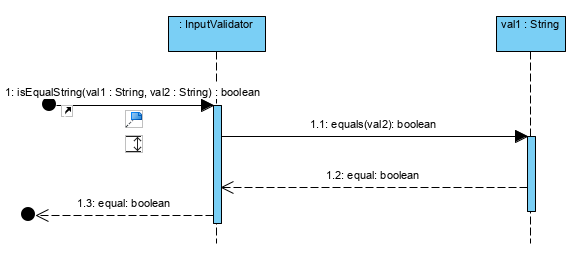 : InputValidator
val1 : String
1: isEqualString(val1 : String, val2 : String) : boolean
1.1: equals(val2): boolean
1.2: equal: boolean
1.3: equal: boolean